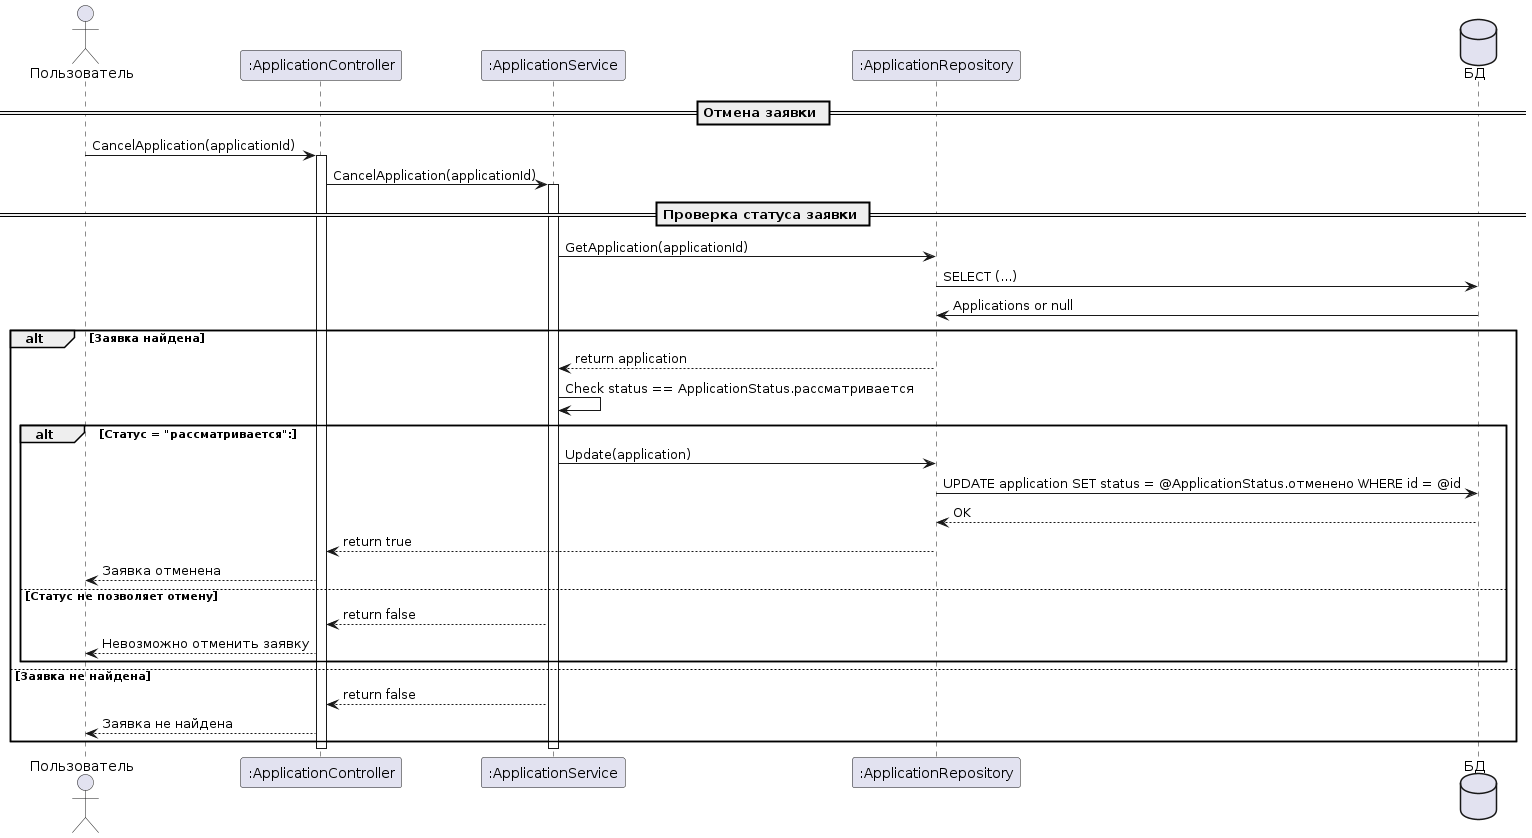 Пользователь
:ApplicationController
:ApplicationService
:ApplicationRepository
БД
Отмена заявки
CancelApplication(applicationId)
CancelApplication(applicationId)
Проверка статуса заявки
GetApplication(applicationId)
SELECT (...)
Applications or null
alt
[Заявка найдена]
return application
Check status == ApplicationStatus.рассматривается
alt
[Статус = "рассматривается":]
Update(application)
UPDATE application SET status = @ApplicationStatus.отменено WHERE id = @id
OK
return true
Заявка отменена
[Статус не позволяет отмену]
return false
Невозможно отменить заявку
[Заявка не найдена]
return false
Заявка не найдена
Пользователь
:ApplicationController
:ApplicationService
:ApplicationRepository
БД